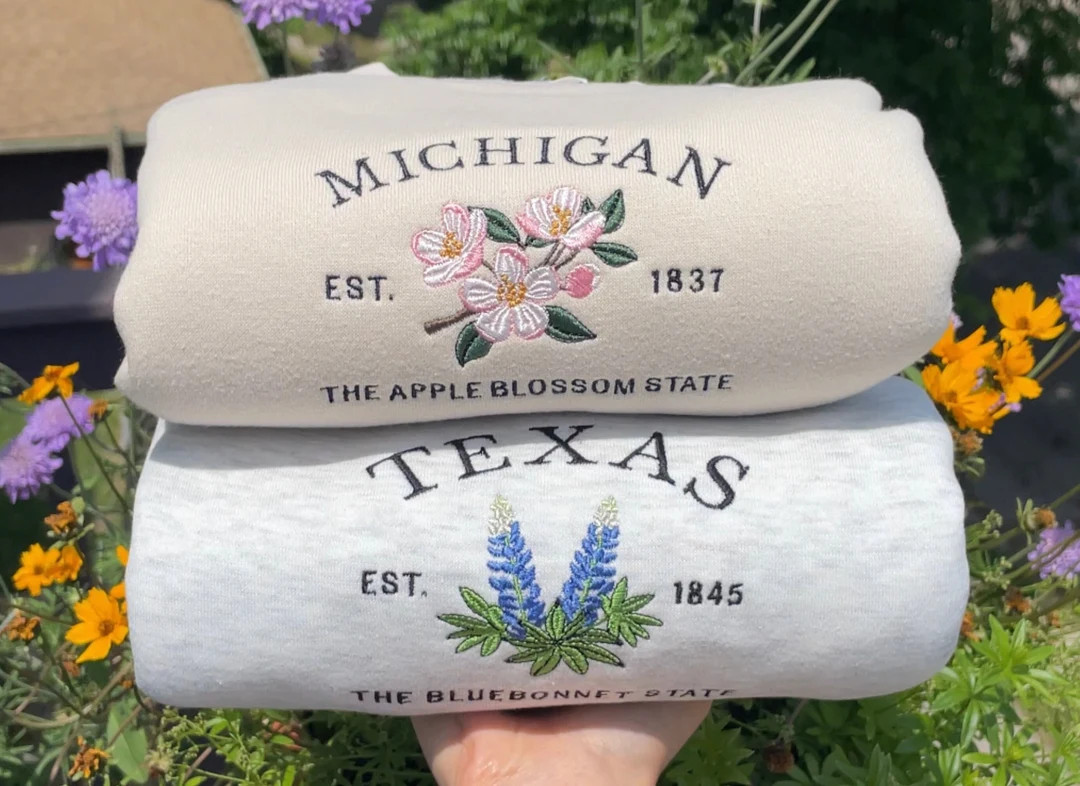 MICHIGAN
EST. 1837
THE APPLE BLOSSOM STATE
TEXAS
EST. 1845
THE BLUEBONNET STATE